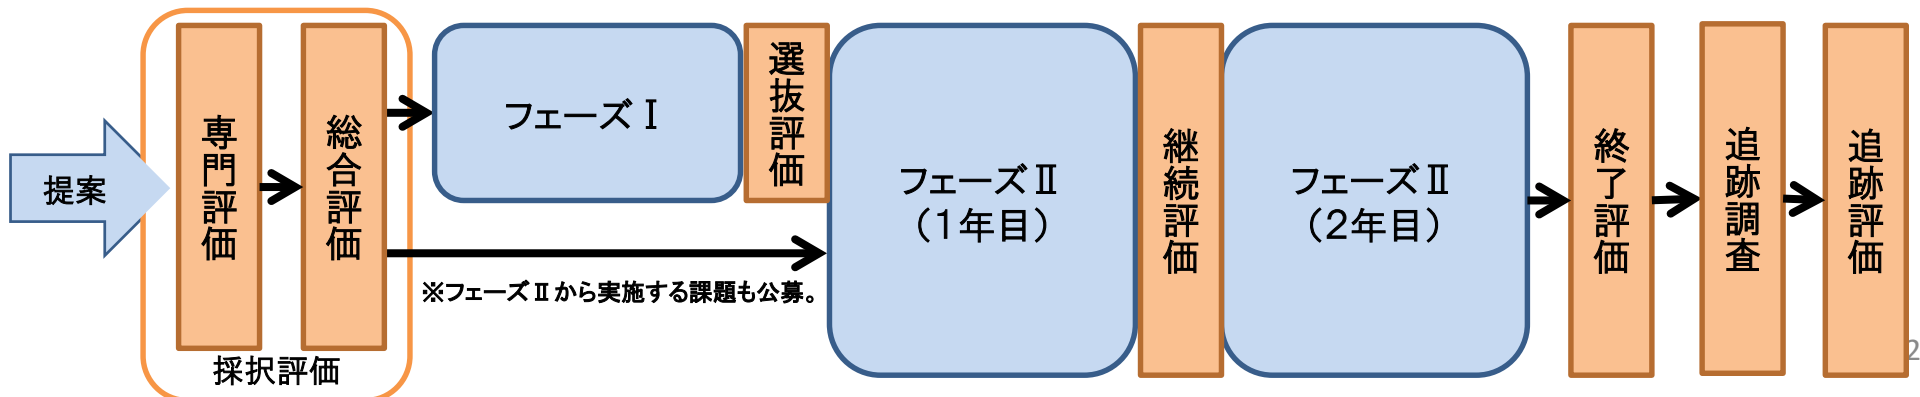 提案
専門評価
総合評価
採択評価
フェーズⅠ
選抜評価
※フェーズⅡから実施する課題も公募。
フェーズⅡ
（1年目）
継続評価
フェーズⅡ
（2年目）
終了評価
追跡調査
追跡評価
2